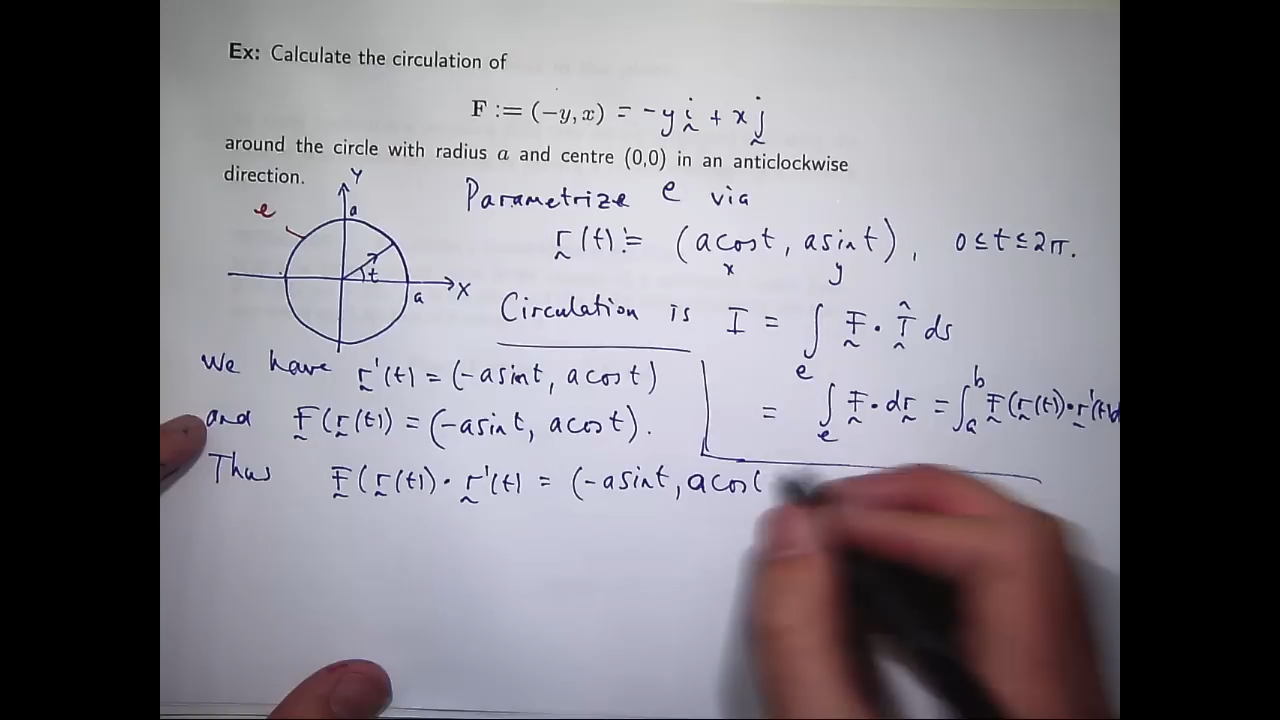 Ex: Calculate the circulation of
F := (−y, x) = -y i + x j
around the circle with radius a and centre (0,0) in an anticlockwise
direction.
y
a
e
t
a
x
Parametrize e via
r(t) := (a cos t, a sin t), 0 ≤ t ≤ 2π.
x y
Circulation is I = ∫e F · T̂ ds
= ∫e F · dr = ∫_a^b F(r(t)) · r'(t) d
We have r'(t) = (-a sin t, a cos t)
and F(r(t)) = (-a sin t, a cos t).
Thus F(r(t)) · r'(t) = (-a sin t, a cos(